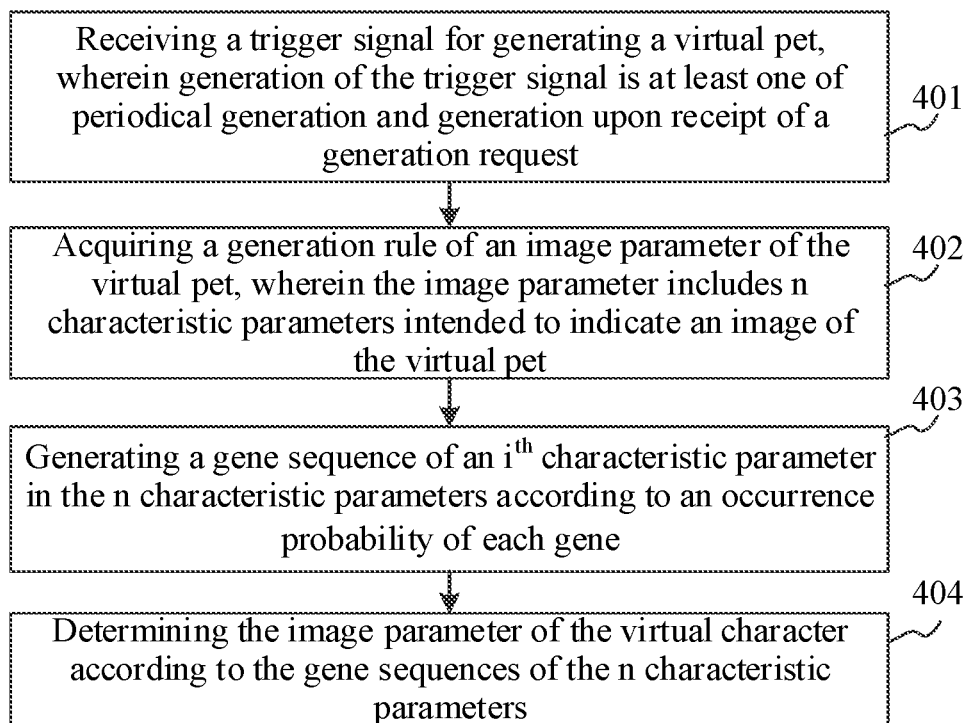 Receiving a trigger signal for generating a virtual pet,
wherein generation of the trigger signal is at least one of
periodical generation and generation upon receipt of a
generation request
401
Acquiring a generation rule of an image parameter of the
virtual pet, wherein the image parameter includes n
characteristic parameters intended to indicate an image of
the virtual pet
402
Generating a gene sequence of an i^th characteristic parameter
in the n characteristic parameters according to an occurrence
probability of each gene
403
Determining the image parameter of the virtual character
according to the gene sequences of the n characteristic
parameters
404